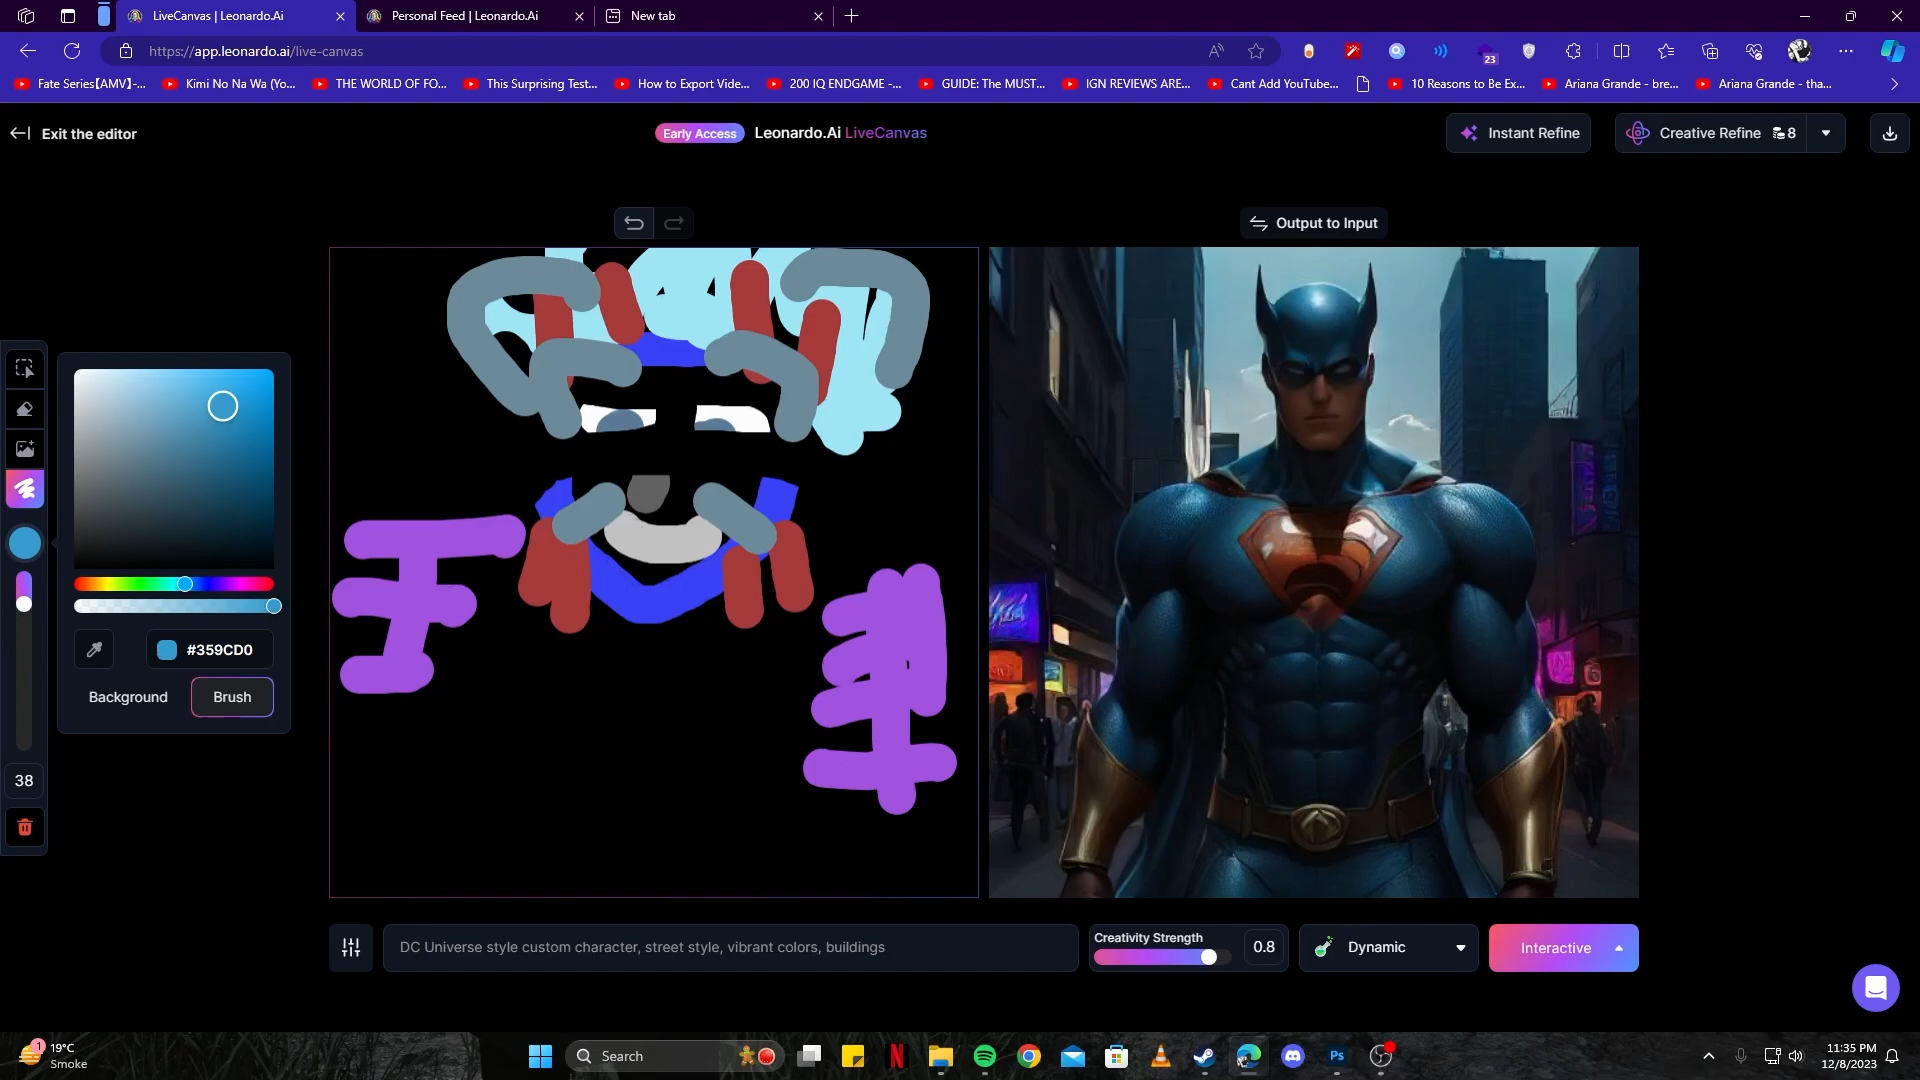 LiveCanvas | Leonardo.Ai
Personal Feed | Leonardo.Ai
New tab
https://app.leonardo.ai/live-canvas
23
Fate Series【AMV】-...
Kimi No Na Wa (Yo...
THE WORLD OF FO...
This Surprising Test...
How to Export Vide...
200 IQ ENDGAME -...
GUIDE: The MUST...
IGN REVIEWS ARE...
Cant Add YouTube...
10 Reasons to Be Ex...
Ariana Grande - bre...
Ariana Grande - tha...
Exit the editor
Early Access
Leonardo.Ai LiveCanvas
Instant Refine
Creative Refine
8
Output to Input
#359CD0
Background
Brush
38
DC Universe style custom character, street style, vibrant colors, buildings
Creativity Strength
0.8
Dynamic
Interactive
1
19°C
Smoke
Search
Ps
11:35 PM
12/8/2023